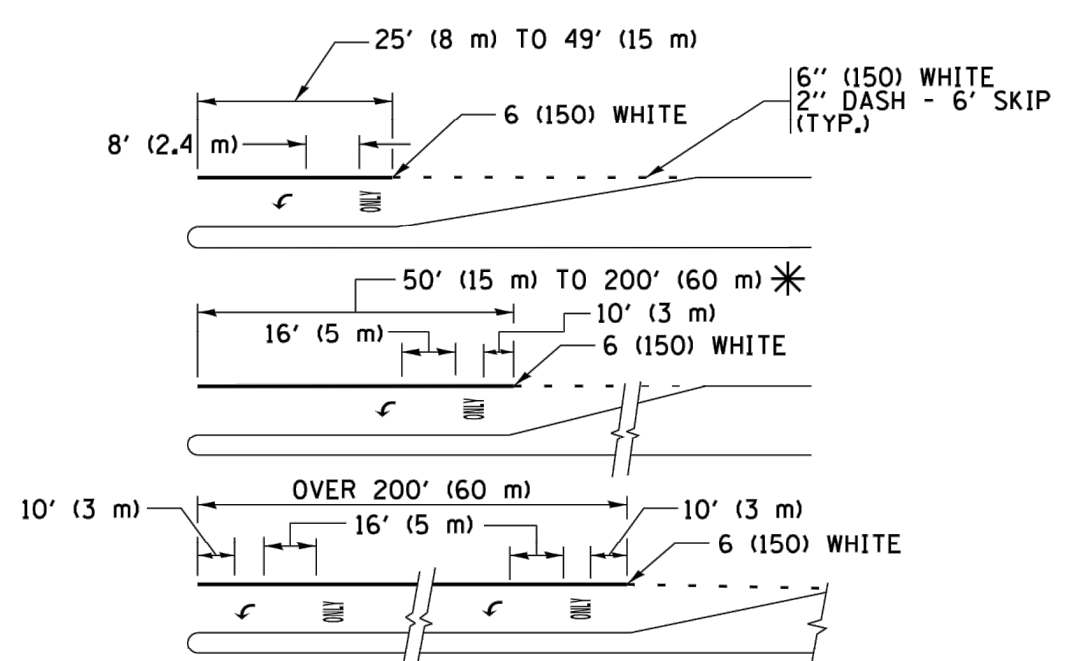 25' (8 m) TO 49' (15 m)
6'' (150) WHITE
2'' DASH - 6' SKIP
(TYP.)
6 (150) WHITE
8' (2.4 m)
ONLY
50' (15 m) TO 200' (60 m) *
10' (3 m)
16' (5 m)
6 (150) WHITE
ONLY
OVER 200' (60 m)
10' (3 m)
16' (5 m)
10' (3 m)
6 (150) WHITE
ONLY
ONLY